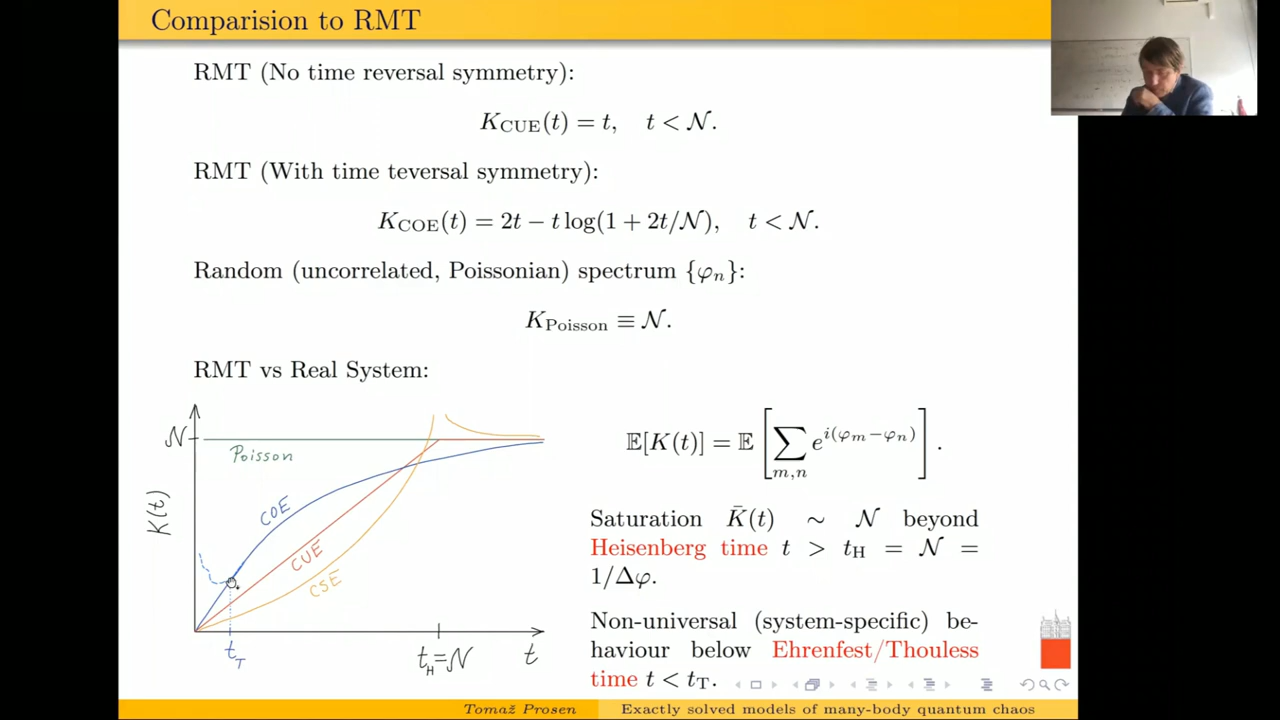 Comparision to RMT
RMT (No time reversal symmetry):
K_CUE(t) = t,   t < 𝒩.
RMT (With time teversal symmetry):
K_COE(t) = 2t − t log(1 + 2t/𝒩),   t < 𝒩.
Random (uncorrelated, Poissonian) spectrum {φ_n}:
K_Poisson ≡ 𝒩.
RMT vs Real System:
𝒩
Poisson
K(t)
COE
CUE
CSE
t_T
t_H=𝒩
t
𝔼[K(t)] = 𝔼 [∑_{m,n} e^{i(φ_m−φ_n)}] .
Saturation K̄(t) ∼ 𝒩 beyond
Heisenberg time t > t_H = 𝒩 =
1/Δφ.
Non-universal (system-specific) be-
haviour below Ehrenfest/Thouless
time t < t_T.
Tomaž Prosen
Exactly solved models of many-body quantum chaos